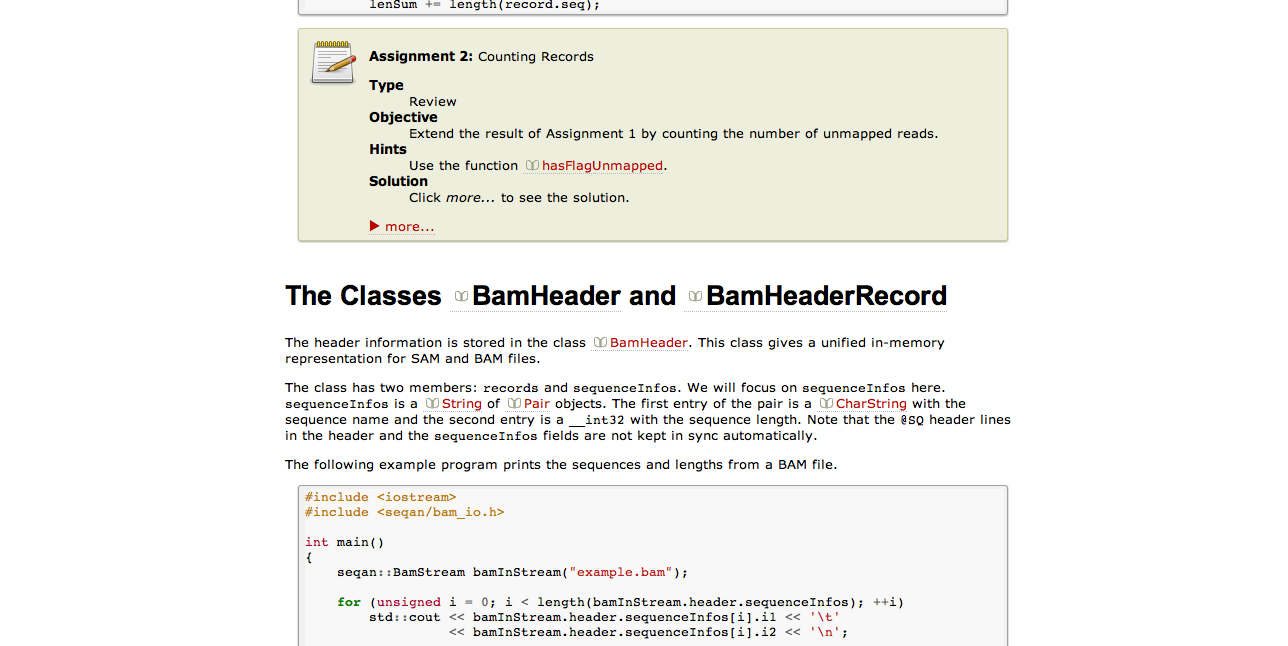 lenSum += length(record.seq);
Assignment 2: Counting Records
Type
Review
Objective
Extend the result of Assignment 1 by counting the number of unmapped reads.
Hints
Use the function hasFlagUnmapped.
Solution
Click more... to see the solution.
▶ more...
The Classes BamHeader and BamHeaderRecord
The header information is stored in the class BamHeader. This class gives a unified in-memory
representation for SAM and BAM files.
The class has two members: records and sequenceInfos. We will focus on sequenceInfos here.
sequenceInfos is a String of Pair objects. The first entry of the pair is a CharString with the
sequence name and the second entry is a __int32 with the sequence length. Note that the @SQ header lines
in the header and the sequenceInfos fields are not kept in sync automatically.
The following example program prints the sequences and lengths from a BAM file.
#include <iostream>
#include <seqan/bam_io.h>
int main()
{
    seqan::BamStream bamInStream("example.bam");
    for (unsigned i = 0; i < length(bamInStream.header.sequenceInfos); ++i)
        std::cout << bamInStream.header.sequenceInfos[i].i1 << '\t'
                  << bamInStream.header.sequenceInfos[i].i2 << '\n';